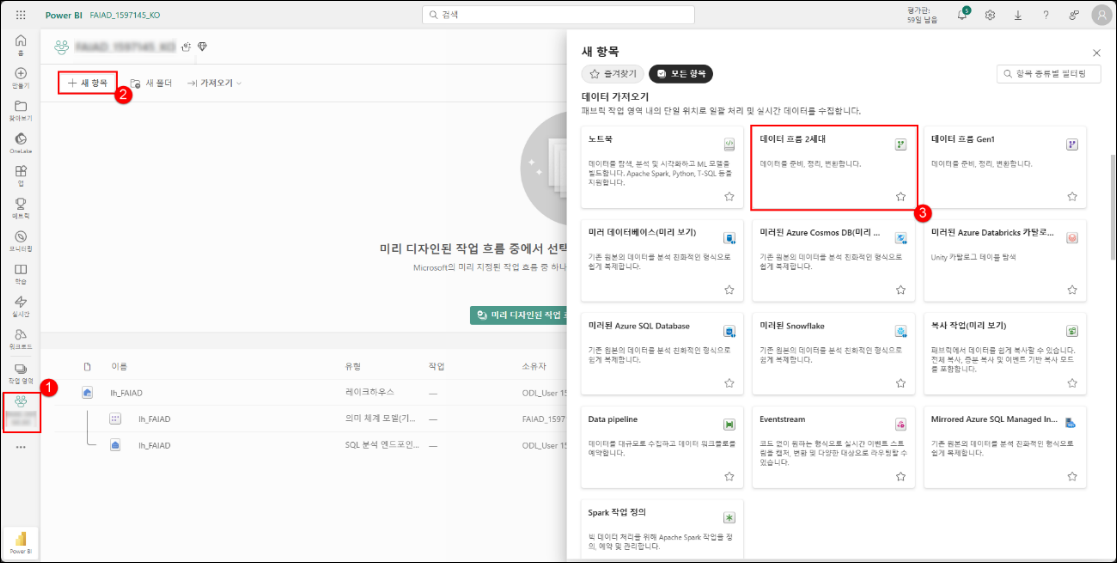 Power BI
FAIAD_1597145_KO
검색
평가판:
59일 남음
5
홈
만들기
찾아보기
OneLake
앱
메트릭
모니터링
학습
실시간
워크로드
작업 영역
1
Power BI
+ 새 항목
2
새 폴더
가져오기
미리 디자인된 작업 흐름 중에서 선택
Microsoft의 미리 지정된 작업 흐름 중 하나
미리 디자인된 작업
이름
유형
작업
소유자
lh_FAIAD
레이크하우스
—
ODL_User 15
lh_FAIAD
의미 체계 모델(기...
—
FAIAD_1597
lh_FAIAD
SQL 분석 엔드포인...
—
ODL_User 15
새 항목
즐겨찾기
모든 항목
항목 종류별 필터링
데이터 가져오기
패브릭 작업 영역 내의 단일 위치로 일괄 처리 및 실시간 데이터를 수집합니다.
노트북
데이터를 탐색, 분석 및 시각화하고 ML 모델을
빌드합니다. Apache Spark, Python, T-SQL 등을
지원합니다.
데이터 흐름 2세대
데이터를 준비, 정리, 변환합니다.
3
데이터 흐름 Gen1
데이터를 준비, 정리, 변환합니다.
미러 데이터베이스(미리 보기)
기존 원본의 데이터를 분석 친화적인 형식으로
쉽게 복제합니다.
미러된 Azure Cosmos DB(미리 ...
기존 원본의 데이터를 분석 친화적인 형식으로
쉽게 복제합니다.
미러된 Azure Databricks 카탈로...
Unity 카탈로그 테이블 탐색
미러된 Azure SQL Database
기존 원본의 데이터를 분석 친화적인 형식으로
쉽게 복제합니다.
미러된 Snowflake
기존 원본의 데이터를 분석 친화적인 형식으로
쉽게 복제합니다.
복사 작업(미리 보기)
패브릭에서 데이터를 쉽게 복사할 수 있습니다.
전체 복사, 증분 복사 및 이벤트 기반 복사 모드
를 포함합니다.
Data pipeline
데이터를 대규모로 수집하고 데이터 워크플로를
예약합니다.
Eventstream
코드 없이 원하는 형식으로 실시간 이벤트 스트
림을 캡처, 변환 및 다양한 대상으로 라우팅할 수
있습니다.
Mirrored Azure SQL Managed In...
기존 원본의 데이터를 분석 친화적인 형식으로
쉽게 복제합니다.
Spark 작업 정의
빅 데이터 처리를 위해 Apache Spark 작업을 정
의, 예약 및 관리합니다.